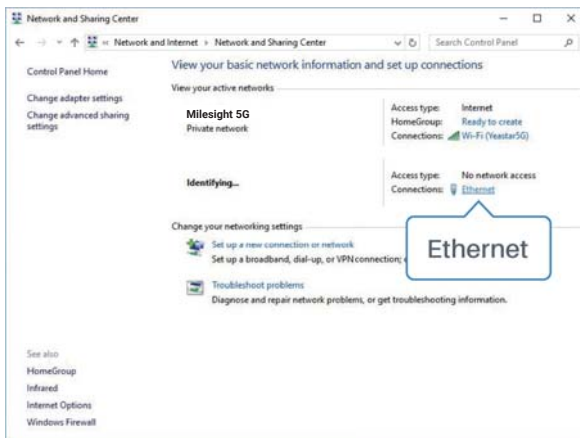 Network and Sharing Center
« Network and Internet > Network and Sharing Center
Search Control Panel
Control Panel Home
Change adapter settings
Change advanced sharing
settings
View your basic network information and set up connections
View your active networks
Milesight 5G
Private network
Access type: Internet
HomeGroup: Ready to create
Connections: Wi-Fi (Yeastar5G)
Identifying...
Access type: No network access
Connections: Ethernet
Ethernet
Change your networking settings
Set up a new connection or network
Set up a broadband, dial-up, or VPN connection;
Troubleshoot problems
Diagnose and repair network problems, or get troubleshooting information.
See also
HomeGroup
Infrared
Internet Options
Windows Firewall